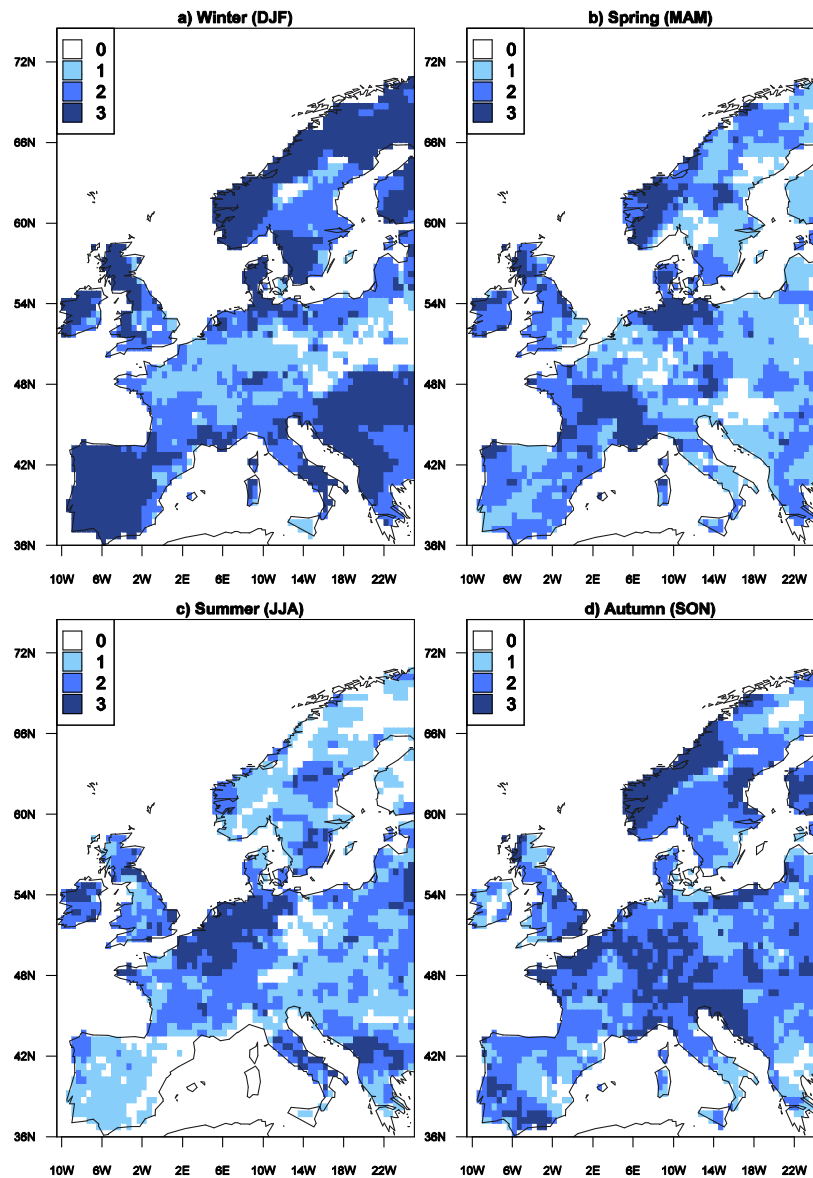 a) Winter (DJF)
0
1
2
3
72N
66N
60N
54N
48N
42N
36N
10W 6W 2W 2E 6E 10W 14W 18W 22W
b) Spring (MAM)
0
1
2
3
72N
66N
60N
54N
48N
42N
36N
10W 6W 2W 2E 6E 10W 14W 18W 22W
c) Summer (JJA)
0
1
2
3
72N
66N
60N
54N
48N
42N
36N
10W 6W 2W 2E 6E 10W 14W 18W 22W
d) Autumn (SON)
0
1
2
3
72N
66N
60N
54N
48N
42N
36N
10W 6W 2W 2E 6E 10W 14W 18W 22W